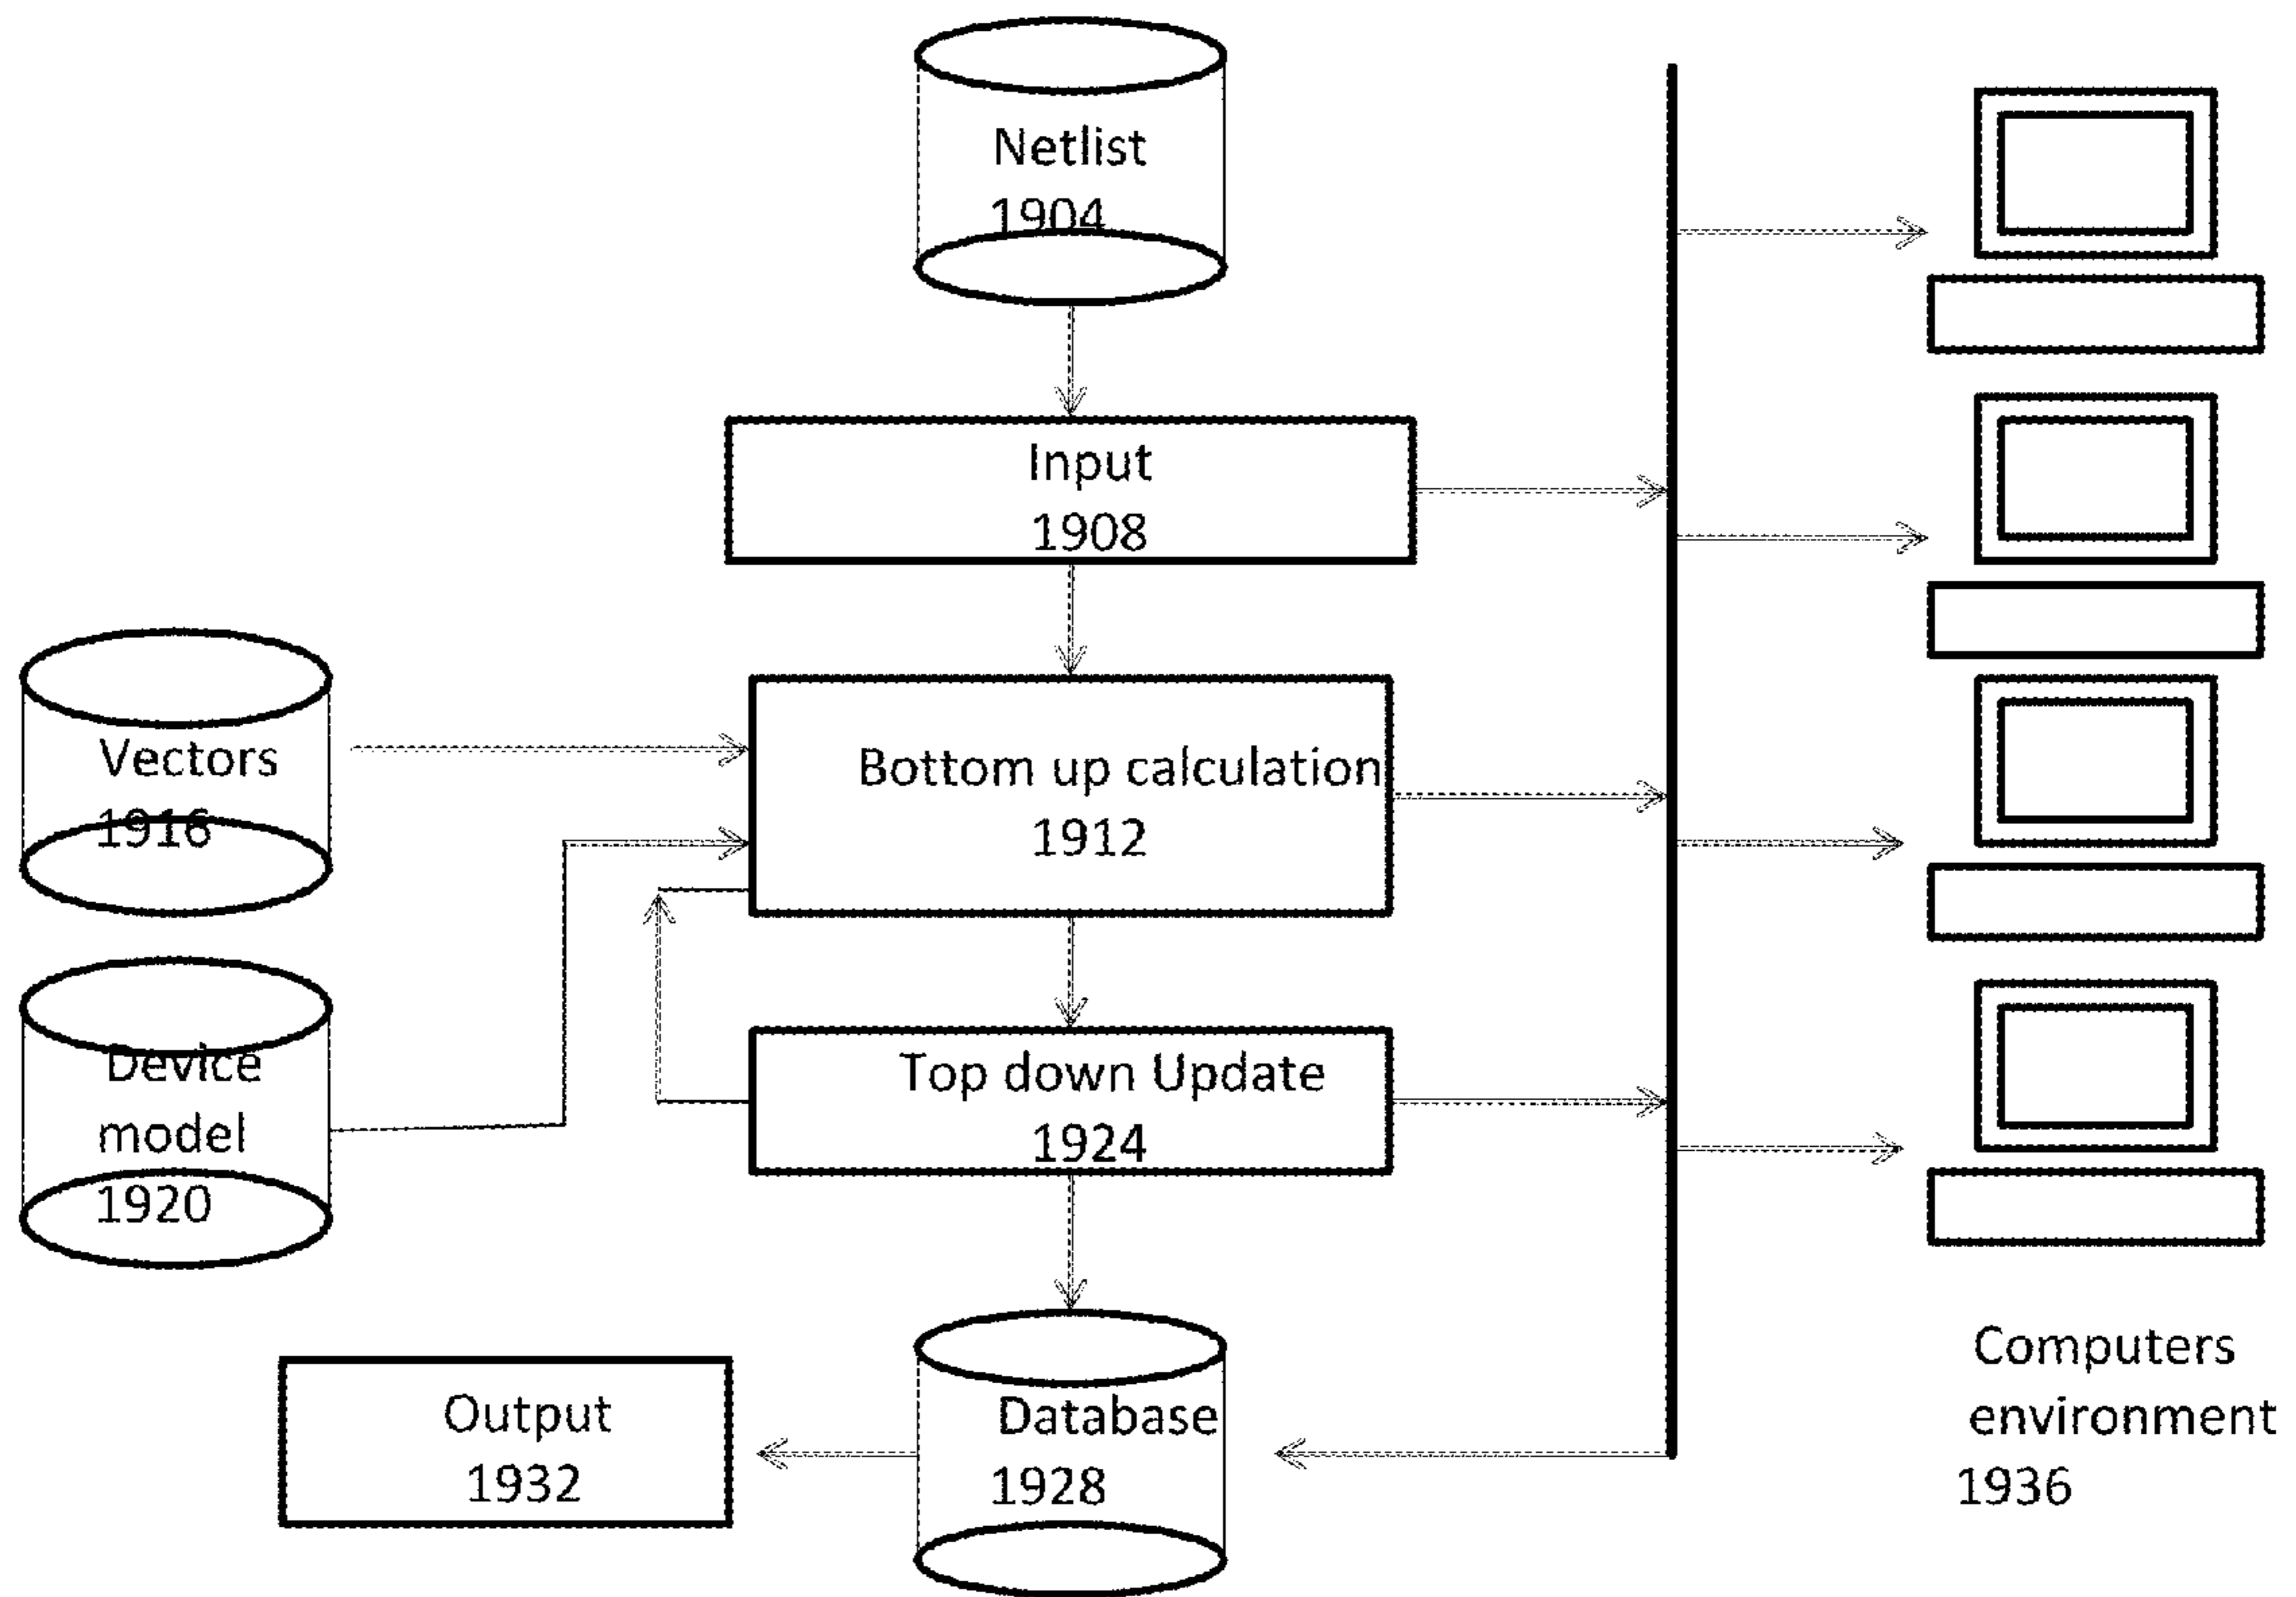 Netlist
1904
Input
1908
Vectors
1916
Bottom up calculation
1912
Device
model
1920
Top down Update
1924
Output
1932
Database
1928
Computers
environment
1936